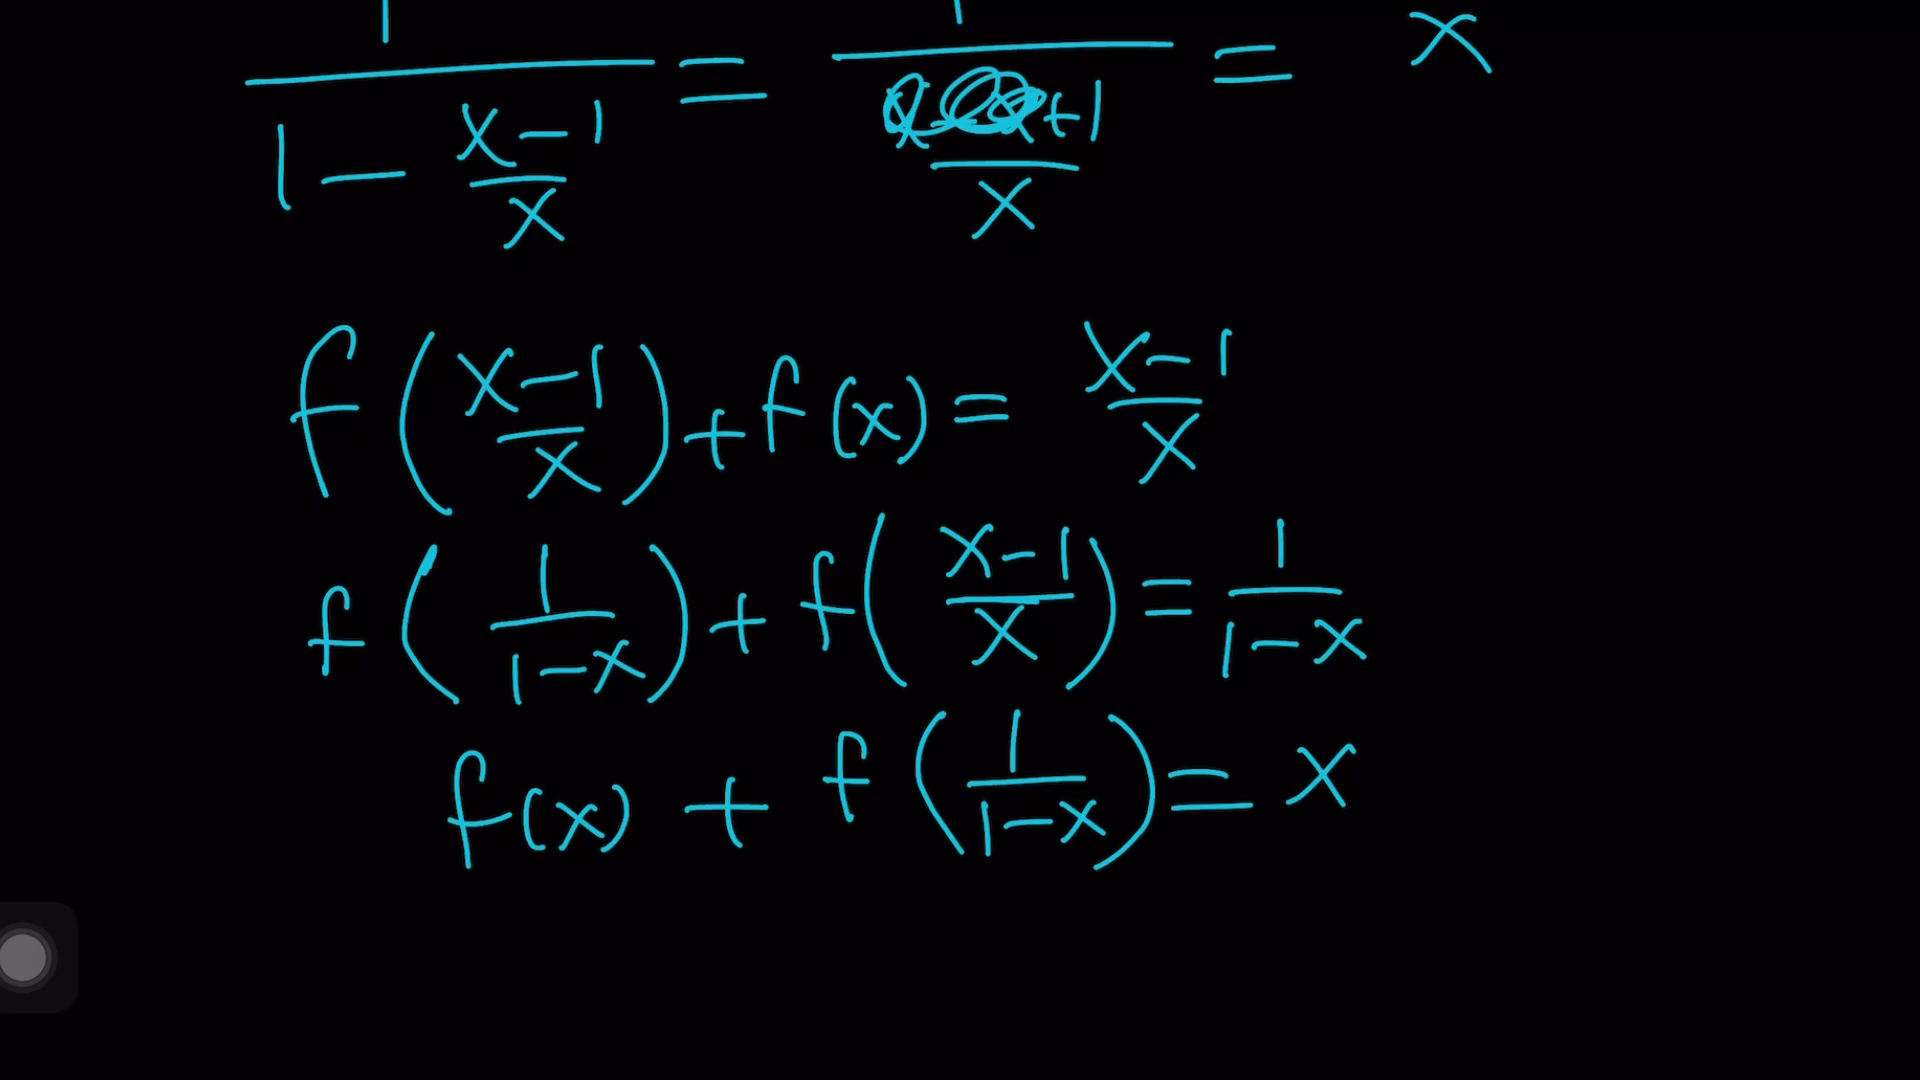 1/(1 - (x-1)/x) = 1/((+1)/x) = x
f((x-1)/x) + f(x) = (x-1)/x
f(1/(1-x)) + f((x-1)/x) = 1/(1-x)
f(x) + f(1/(1-x)) = x